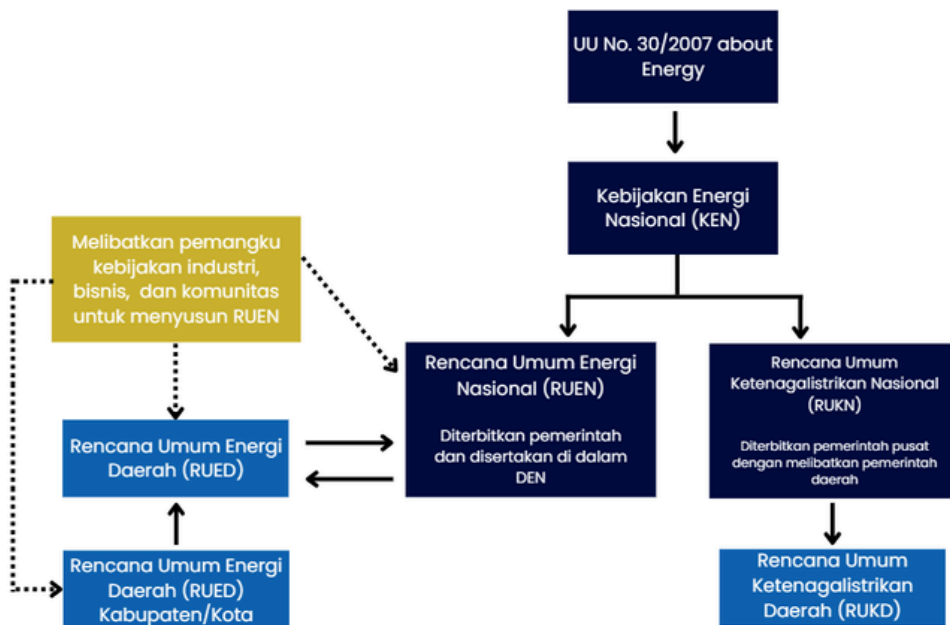 UU No. 30/2007 about
Energy
Kebijakan Energi
Nasional (KEN)
Melibatkan pemangku
kebijakan industri,
bisnis, dan komunitas
untuk menyusun RUEN
Rencana Umum Energi
Nasional (RUEN)
Diterbitkan pemerintah
dan disertakan di dalam
DEN
Rencana Umum
Ketenagalistrikan Nasional
(RUKN)
Diterbitkan pemerintah pusat
dengan melibatkan pemerintah
daerah
Rencana Umum Energi
Daerah (RUED)
Rencana Umum Energi
Daerah (RUED)
Kabupaten/Kota
Rencana Umum
Ketenagalistrikan
Daerah (RUKD)